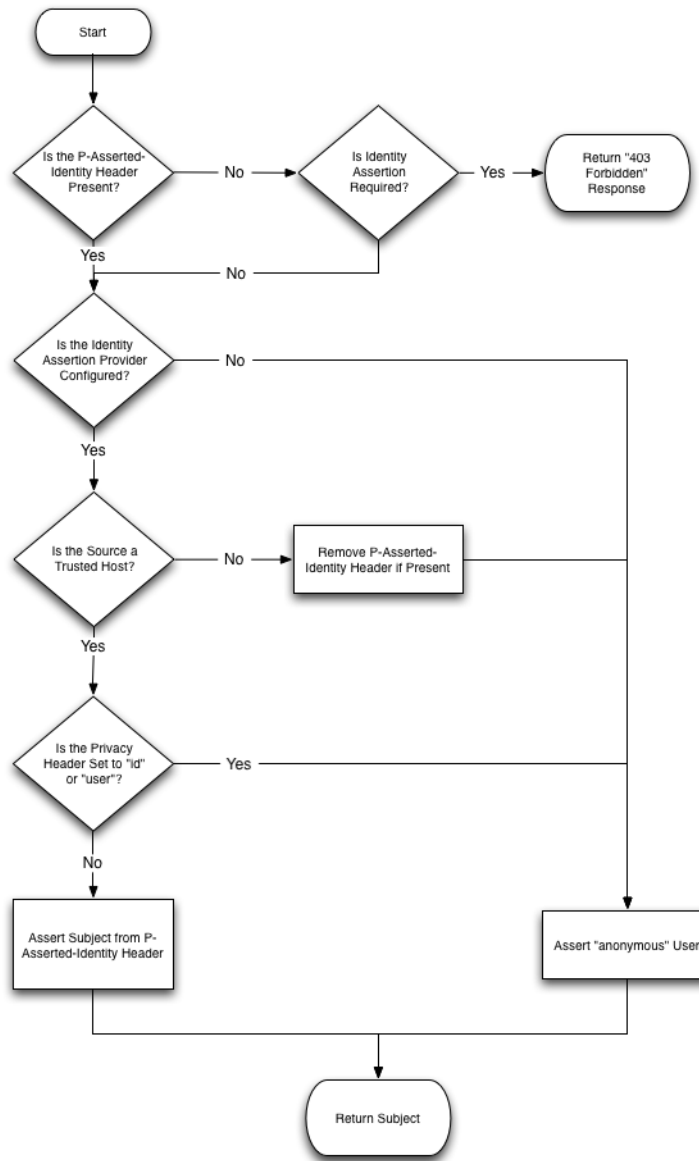 Start
Is the P-Asserted-
Identity Header
Present?
No
Is Identity
Assertion
Required?
Yes
Return "403
Forbidden"
Response
Yes
No
Is the Identity
Assertion Provider
Configured?
No
Yes
Is the Source a
Trusted Host?
No
Remove P-Asserted-
Identity Header if Present
Yes
Is the Privacy
Header Set to "id"
or "user"?
Yes
No
Assert Subject from P-
Asserted-Identity Header
Assert "anonymous" User
Return Subject